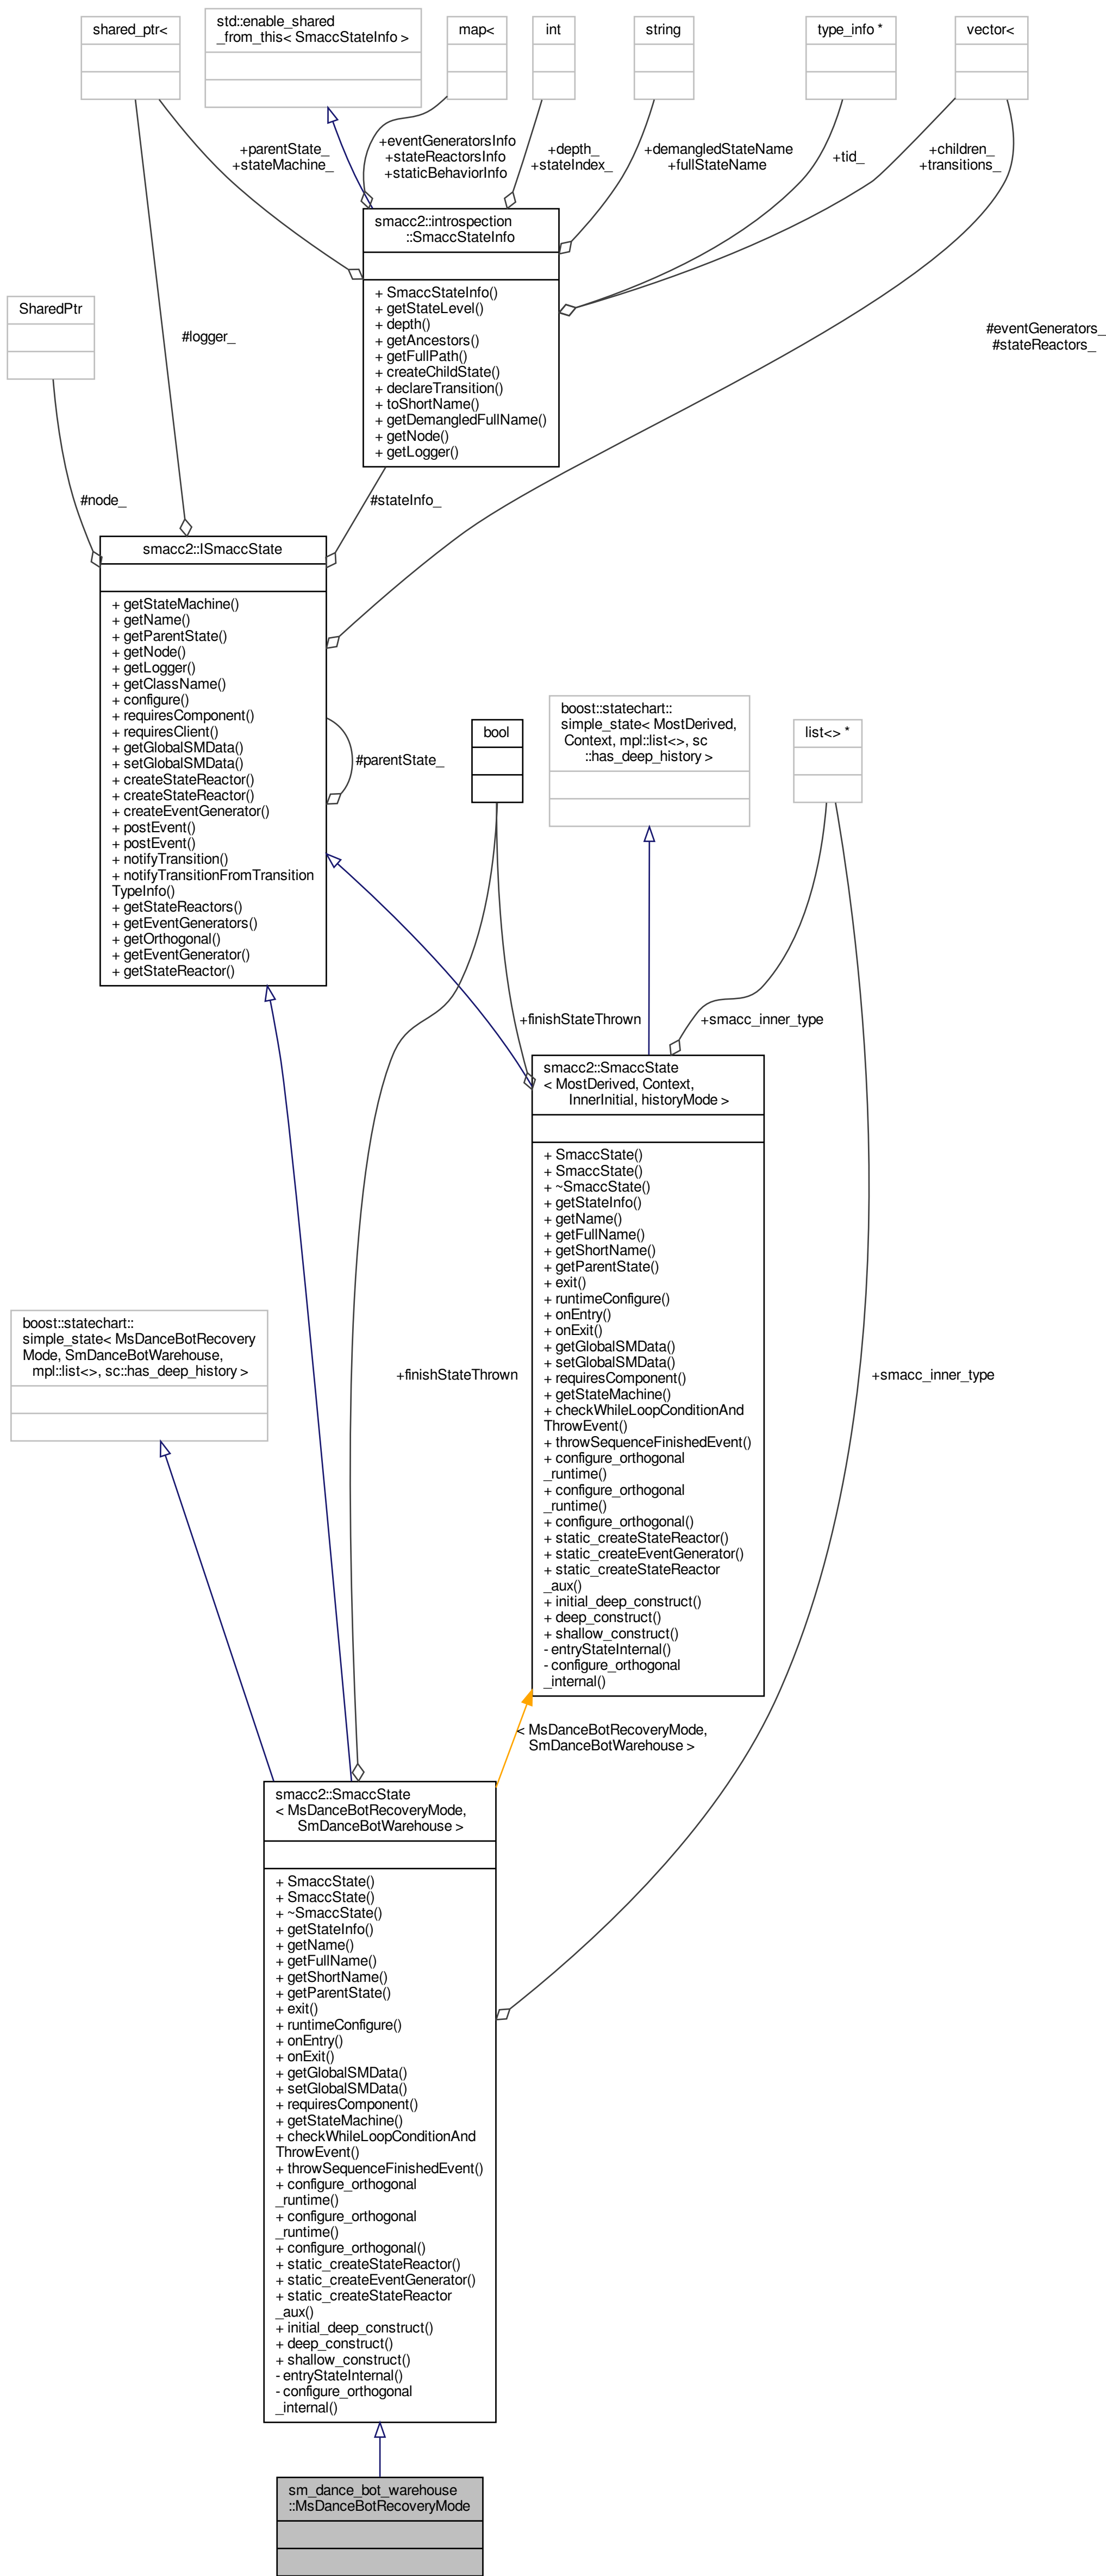 shared_ptr<
std::enable_shared
_from_this< SmaccStateInfo >
map<
int
string
type_info *
vector<
+parentState_
+stateMachine_
+eventGeneratorsInfo
+stateReactorsInfo
+staticBehaviorInfo
+depth_
+stateIndex_
+demangledStateName
+fullStateName
+tid_
+children_
+transitions_
smacc2::introspection
::SmaccStateInfo
+ SmaccStateInfo()
+ getStateLevel()
+ depth()
+ getAncestors()
+ getFullPath()
+ createChildState()
+ declareTransition()
+ toShortName()
+ getDemangledFullName()
+ getNode()
+ getLogger()
SharedPtr
#logger_
#eventGenerators_
#stateReactors_
#node_
#stateInfo_
smacc2::ISmaccState
+ getStateMachine()
+ getName()
+ getParentState()
+ getNode()
+ getLogger()
+ getClassName()
+ configure()
+ requiresComponent()
+ requiresClient()
+ getGlobalSMData()
+ setGlobalSMData()
+ createStateReactor()
+ createStateReactor()
+ createEventGenerator()
+ postEvent()
+ postEvent()
+ notifyTransition()
+ notifyTransitionFromTransition
TypeInfo()
+ getStateReactors()
+ getEventGenerators()
+ getOrthogonal()
+ getEventGenerator()
+ getStateReactor()
#parentState_
bool
boost::statechart::
simple_state< MostDerived,
Context, mpl::list<>, sc
::has_deep_history >
list<> *
+finishStateThrown
+smacc_inner_type
smacc2::SmaccState
< MostDerived, Context,
InnerInitial, historyMode >
+ SmaccState()
+ SmaccState()
+ ~SmaccState()
+ getStateInfo()
+ getName()
+ getFullName()
+ getShortName()
+ getParentState()
+ exit()
+ runtimeConfigure()
+ onEntry()
+ onExit()
+ getGlobalSMData()
+ setGlobalSMData()
+ requiresComponent()
+ getStateMachine()
+ checkWhileLoopConditionAnd
ThrowEvent()
+ throwSequenceFinishedEvent()
+ configure_orthogonal
_runtime()
+ configure_orthogonal
_runtime()
+ configure_orthogonal()
+ static_createStateReactor()
+ static_createEventGenerator()
+ static_createStateReactor
_aux()
+ initial_deep_construct()
+ deep_construct()
+ shallow_construct()
- entryStateInternal()
- configure_orthogonal
_internal()
boost::statechart::
simple_state< MsDanceBotRecovery
Mode, SmDanceBotWarehouse,
mpl::list<>, sc::has_deep_history >
+finishStateThrown
+smacc_inner_type
< MsDanceBotRecoveryMode,
SmDanceBotWarehouse >
smacc2::SmaccState
< MsDanceBotRecoveryMode,
SmDanceBotWarehouse >
+ SmaccState()
+ SmaccState()
+ ~SmaccState()
+ getStateInfo()
+ getName()
+ getFullName()
+ getShortName()
+ getParentState()
+ exit()
+ runtimeConfigure()
+ onEntry()
+ onExit()
+ getGlobalSMData()
+ setGlobalSMData()
+ requiresComponent()
+ getStateMachine()
+ checkWhileLoopConditionAnd
ThrowEvent()
+ throwSequenceFinishedEvent()
+ configure_orthogonal
_runtime()
+ configure_orthogonal
_runtime()
+ configure_orthogonal()
+ static_createStateReactor()
+ static_createEventGenerator()
+ static_createStateReactor
_aux()
+ initial_deep_construct()
+ deep_construct()
+ shallow_construct()
- entryStateInternal()
- configure_orthogonal
_internal()
sm_dance_bot_warehouse
::MsDanceBotRecoveryMode